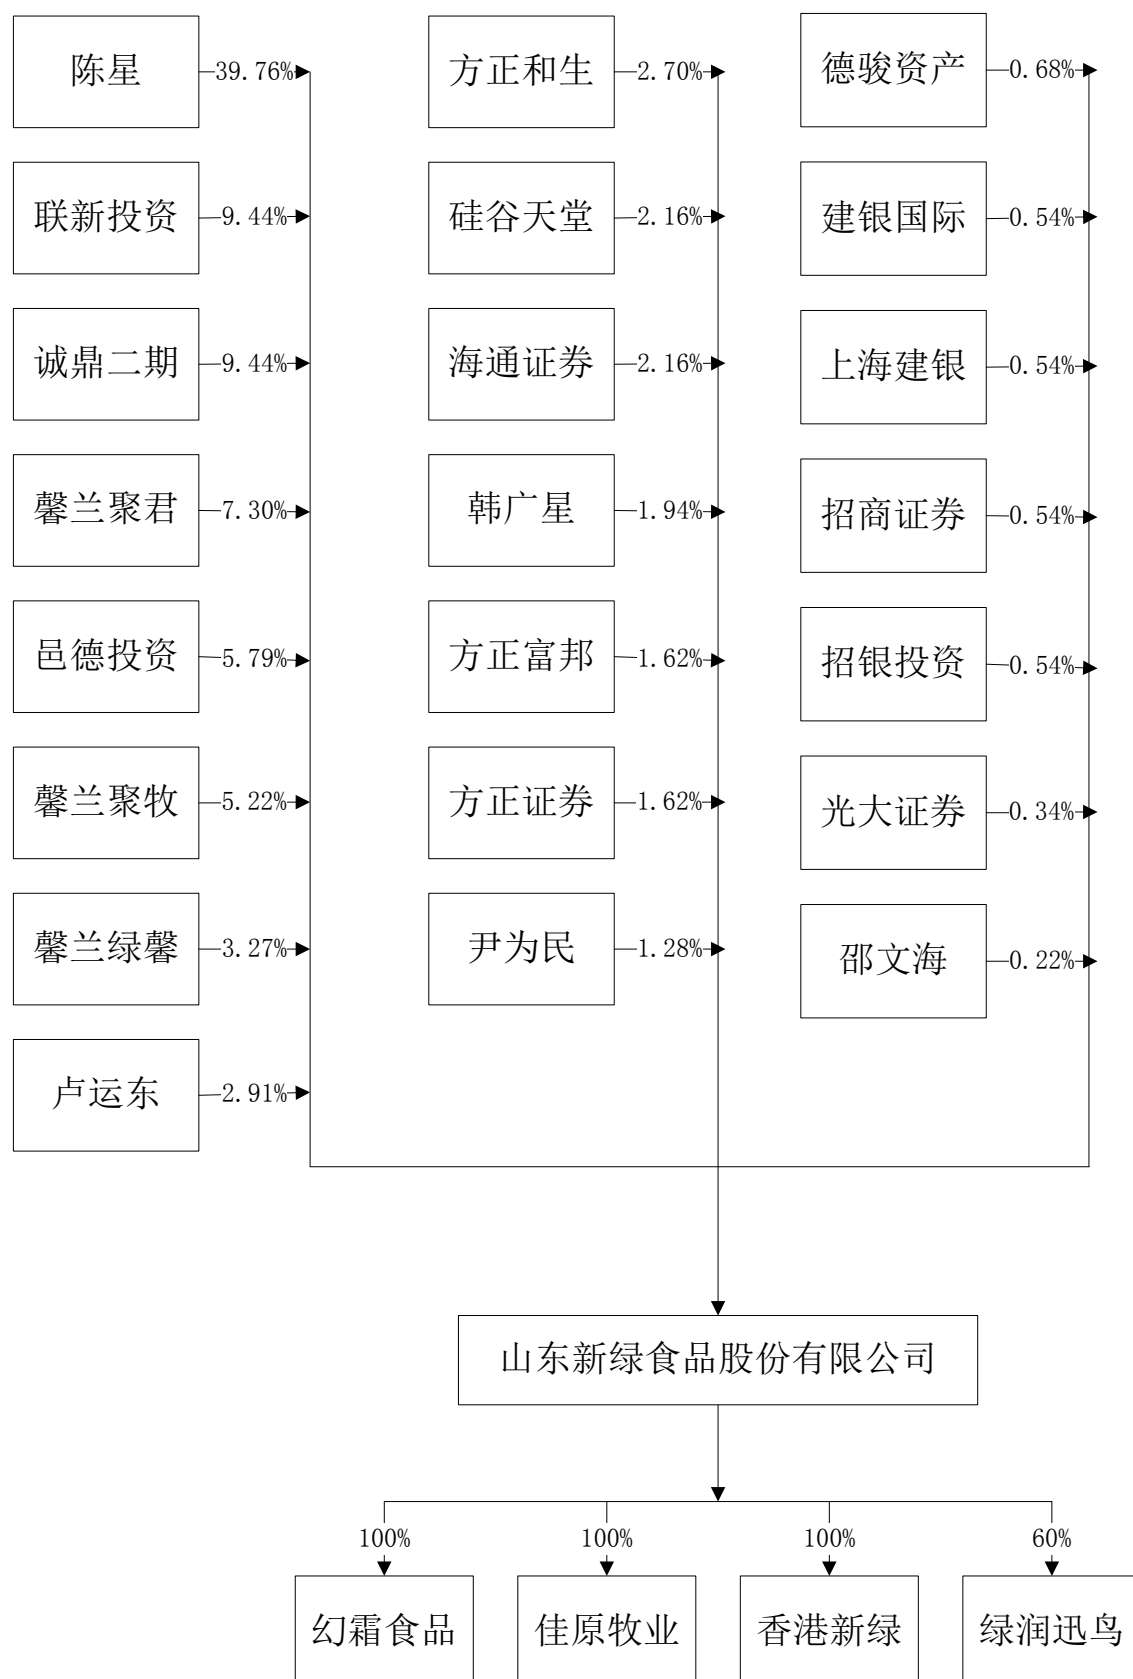 陈星
39.76%
方正和生
2.70%
德骏资产
0.68%
联新投资
9.44%
硅谷天堂
2.16%
建银国际
0.54%
诚鼎二期
9.44%
海通证券
2.16%
上海建银
0.54%
馨兰聚君
7.30%
韩广星
1.94%
招商证券
0.54%
邑德投资
5.79%
方正富邦
1.62%
招银投资
0.54%
馨兰聚牧
5.22%
方正证券
1.62%
光大证券
0.34%
馨兰绿馨
3.27%
尹为民
1.28%
邵文海
0.22%
卢运东
2.91%
山东新绿食品股份有限公司
100%
100%
100%
60%
幻霜食品
佳原牧业
香港新绿
绿润迅鸟